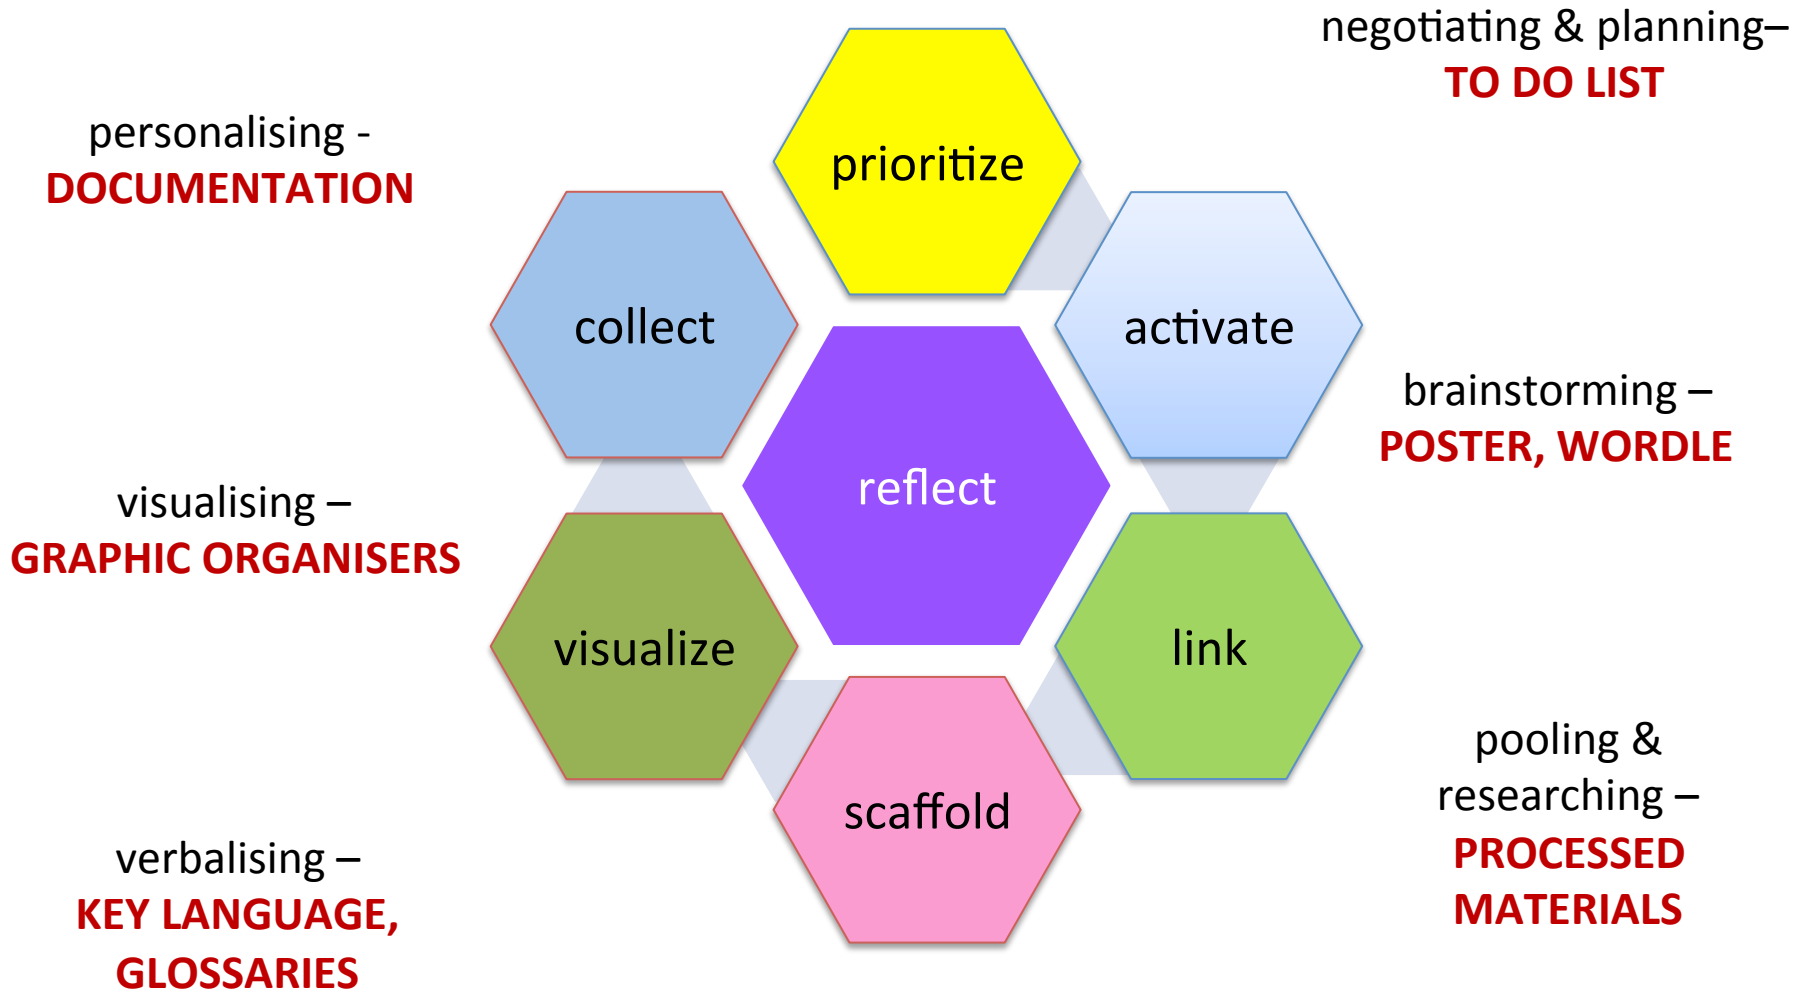 negotiating & planning–
TO DO LIST
prioritize
personalising -
DOCUMENTATION
collect
activate
brainstorming –
POSTER, WORDLE
reflect
visualising –
GRAPHIC ORGANISERS
visualize
link
scaffold
pooling &
researching –
PROCESSED
MATERIALS
verbalising –
KEY LANGUAGE,
GLOSSARIES